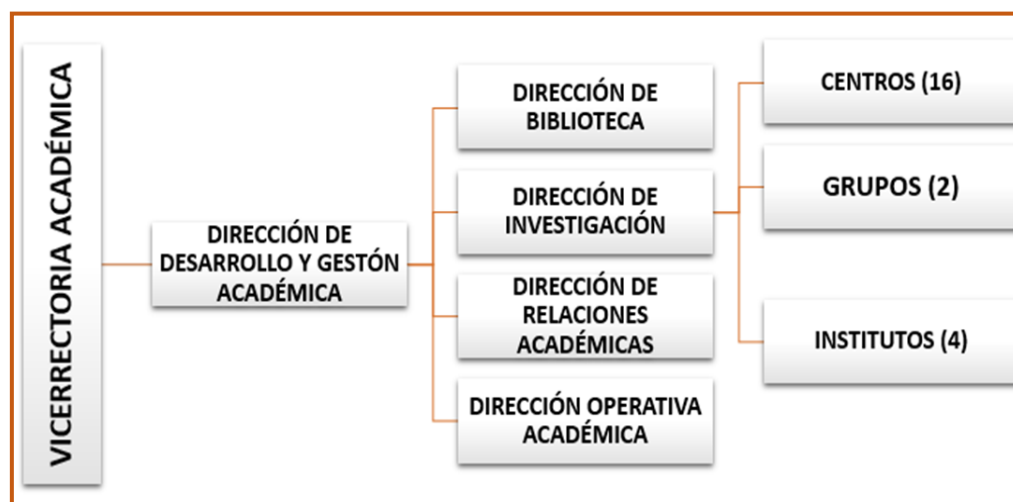 VICERRECTORIA ACADÉMICA
DIRECCIÓN DE
DESARROLLO Y GESTÓN
ACADÉMICA
DIRECCIÓN DE
BIBLIOTECA
DIRECCIÓN DE
INVESTIGACIÓN
DIRECCIÓN DE
RELACIONES
ACADÉMICAS
DIRECCIÓN OPERATIVA
ACADÉMICA
CENTROS (16)
GRUPOS (2)
INSTITUTOS (4)